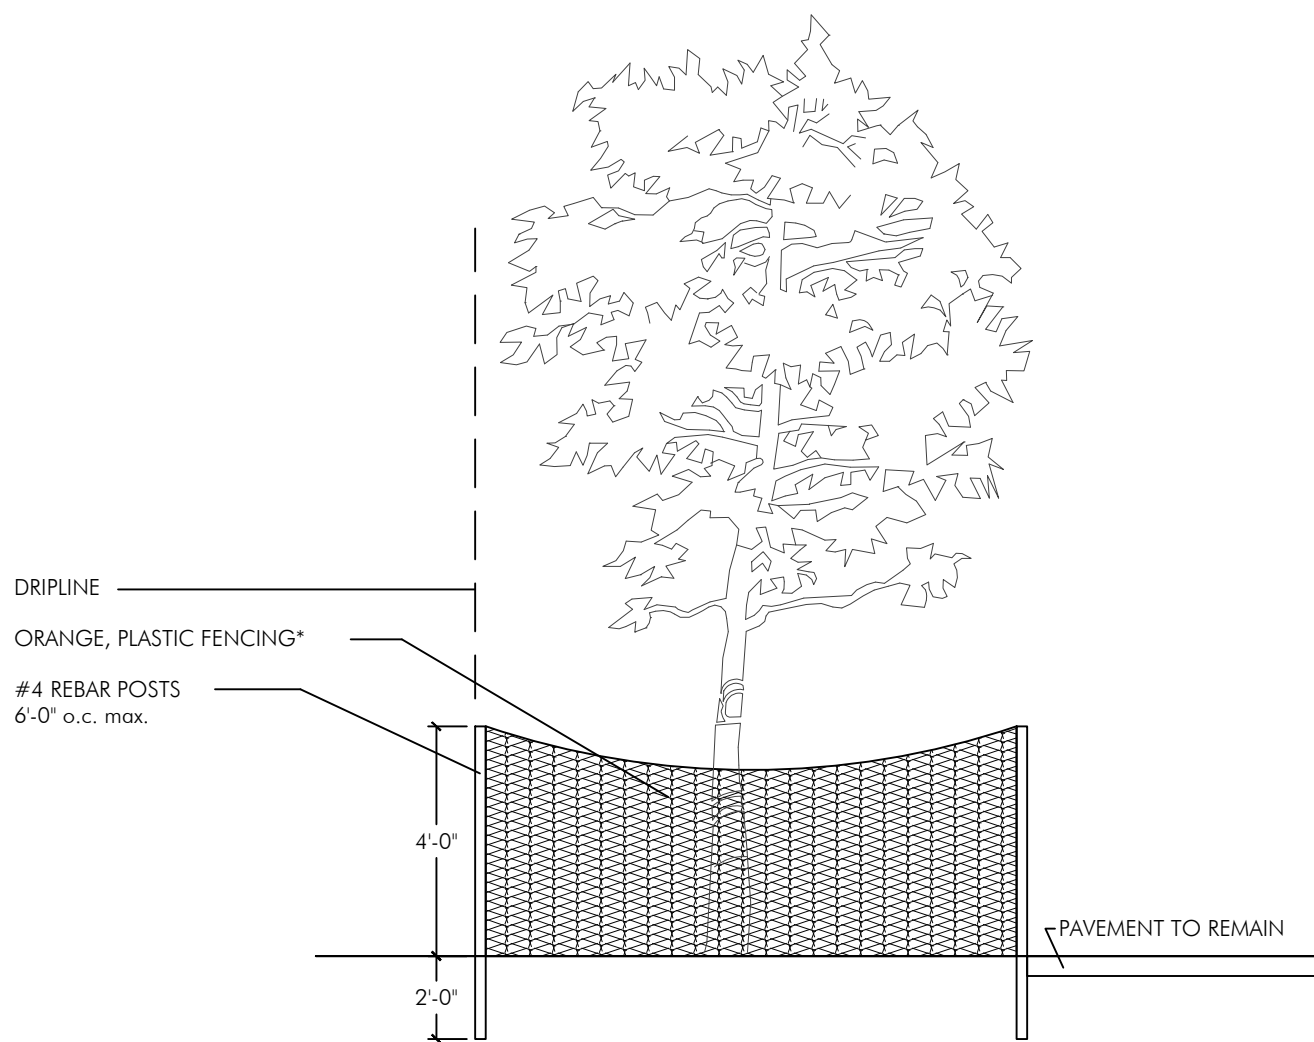 DRIPLINE
ORANGE, PLASTIC FENCING*
#4 REBAR POSTS
6'-0" o.c. max.
4'-0"
PAVEMENT TO REMAIN
2'-0"